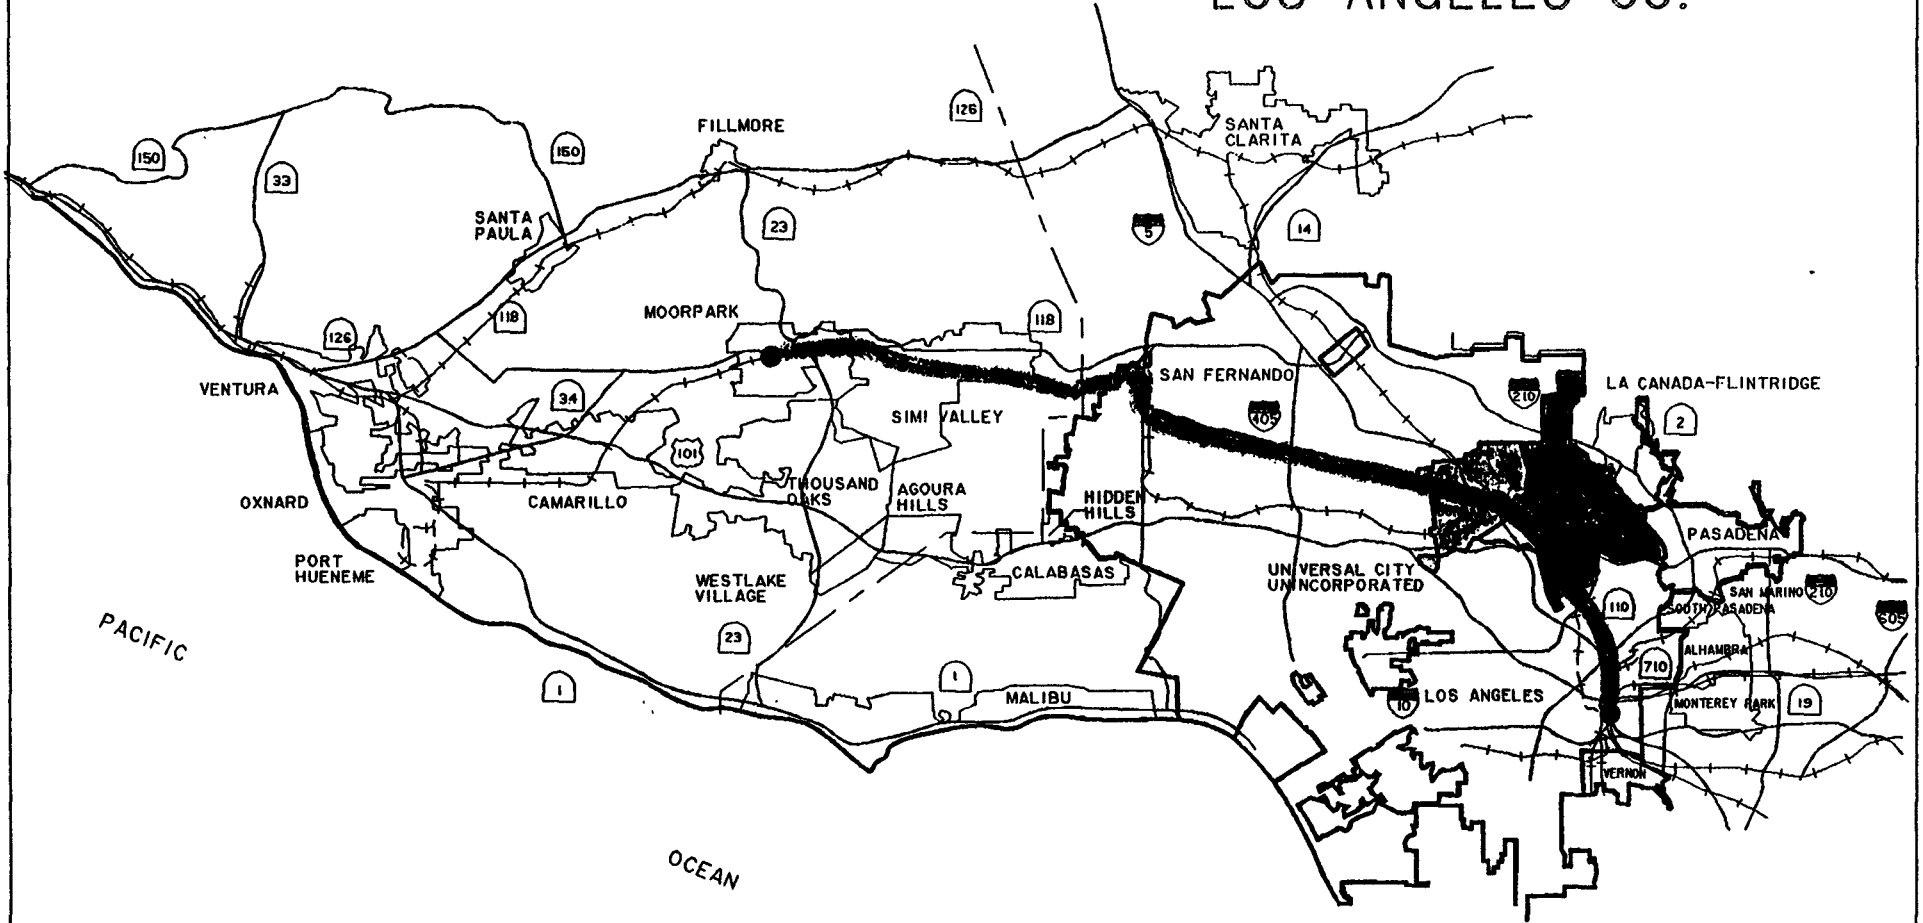 LOS ANGELES CO.
126
FILLMORE
SANTA
CLARITA
150
150
33
SANTA
PAULA
23
5
14
MOORPARK
118
118
126
VENTURA
34
SAN FERNANDO
210
LA CANADA-FLINTRIDGE
SIMI VALLEY
405
2
101
OXNARD
CAMARILLO
THOUSAND
OAKS
AGOURA
HILLS
HIDDEN
HILLS
PORT
HUENEME
WESTLAKE
VILLAGE
CALABASAS
UNIVERSAL CITY
UNINCORPORATED
PASADENA
SAN MARINO
210
SOUTH PASADENA
110
605
PACIFIC
23
ALHAMBRA
710
1
1
MALIBU
10
LOS ANGELES
MONTEREY PARK
19
VERNON
OCEAN